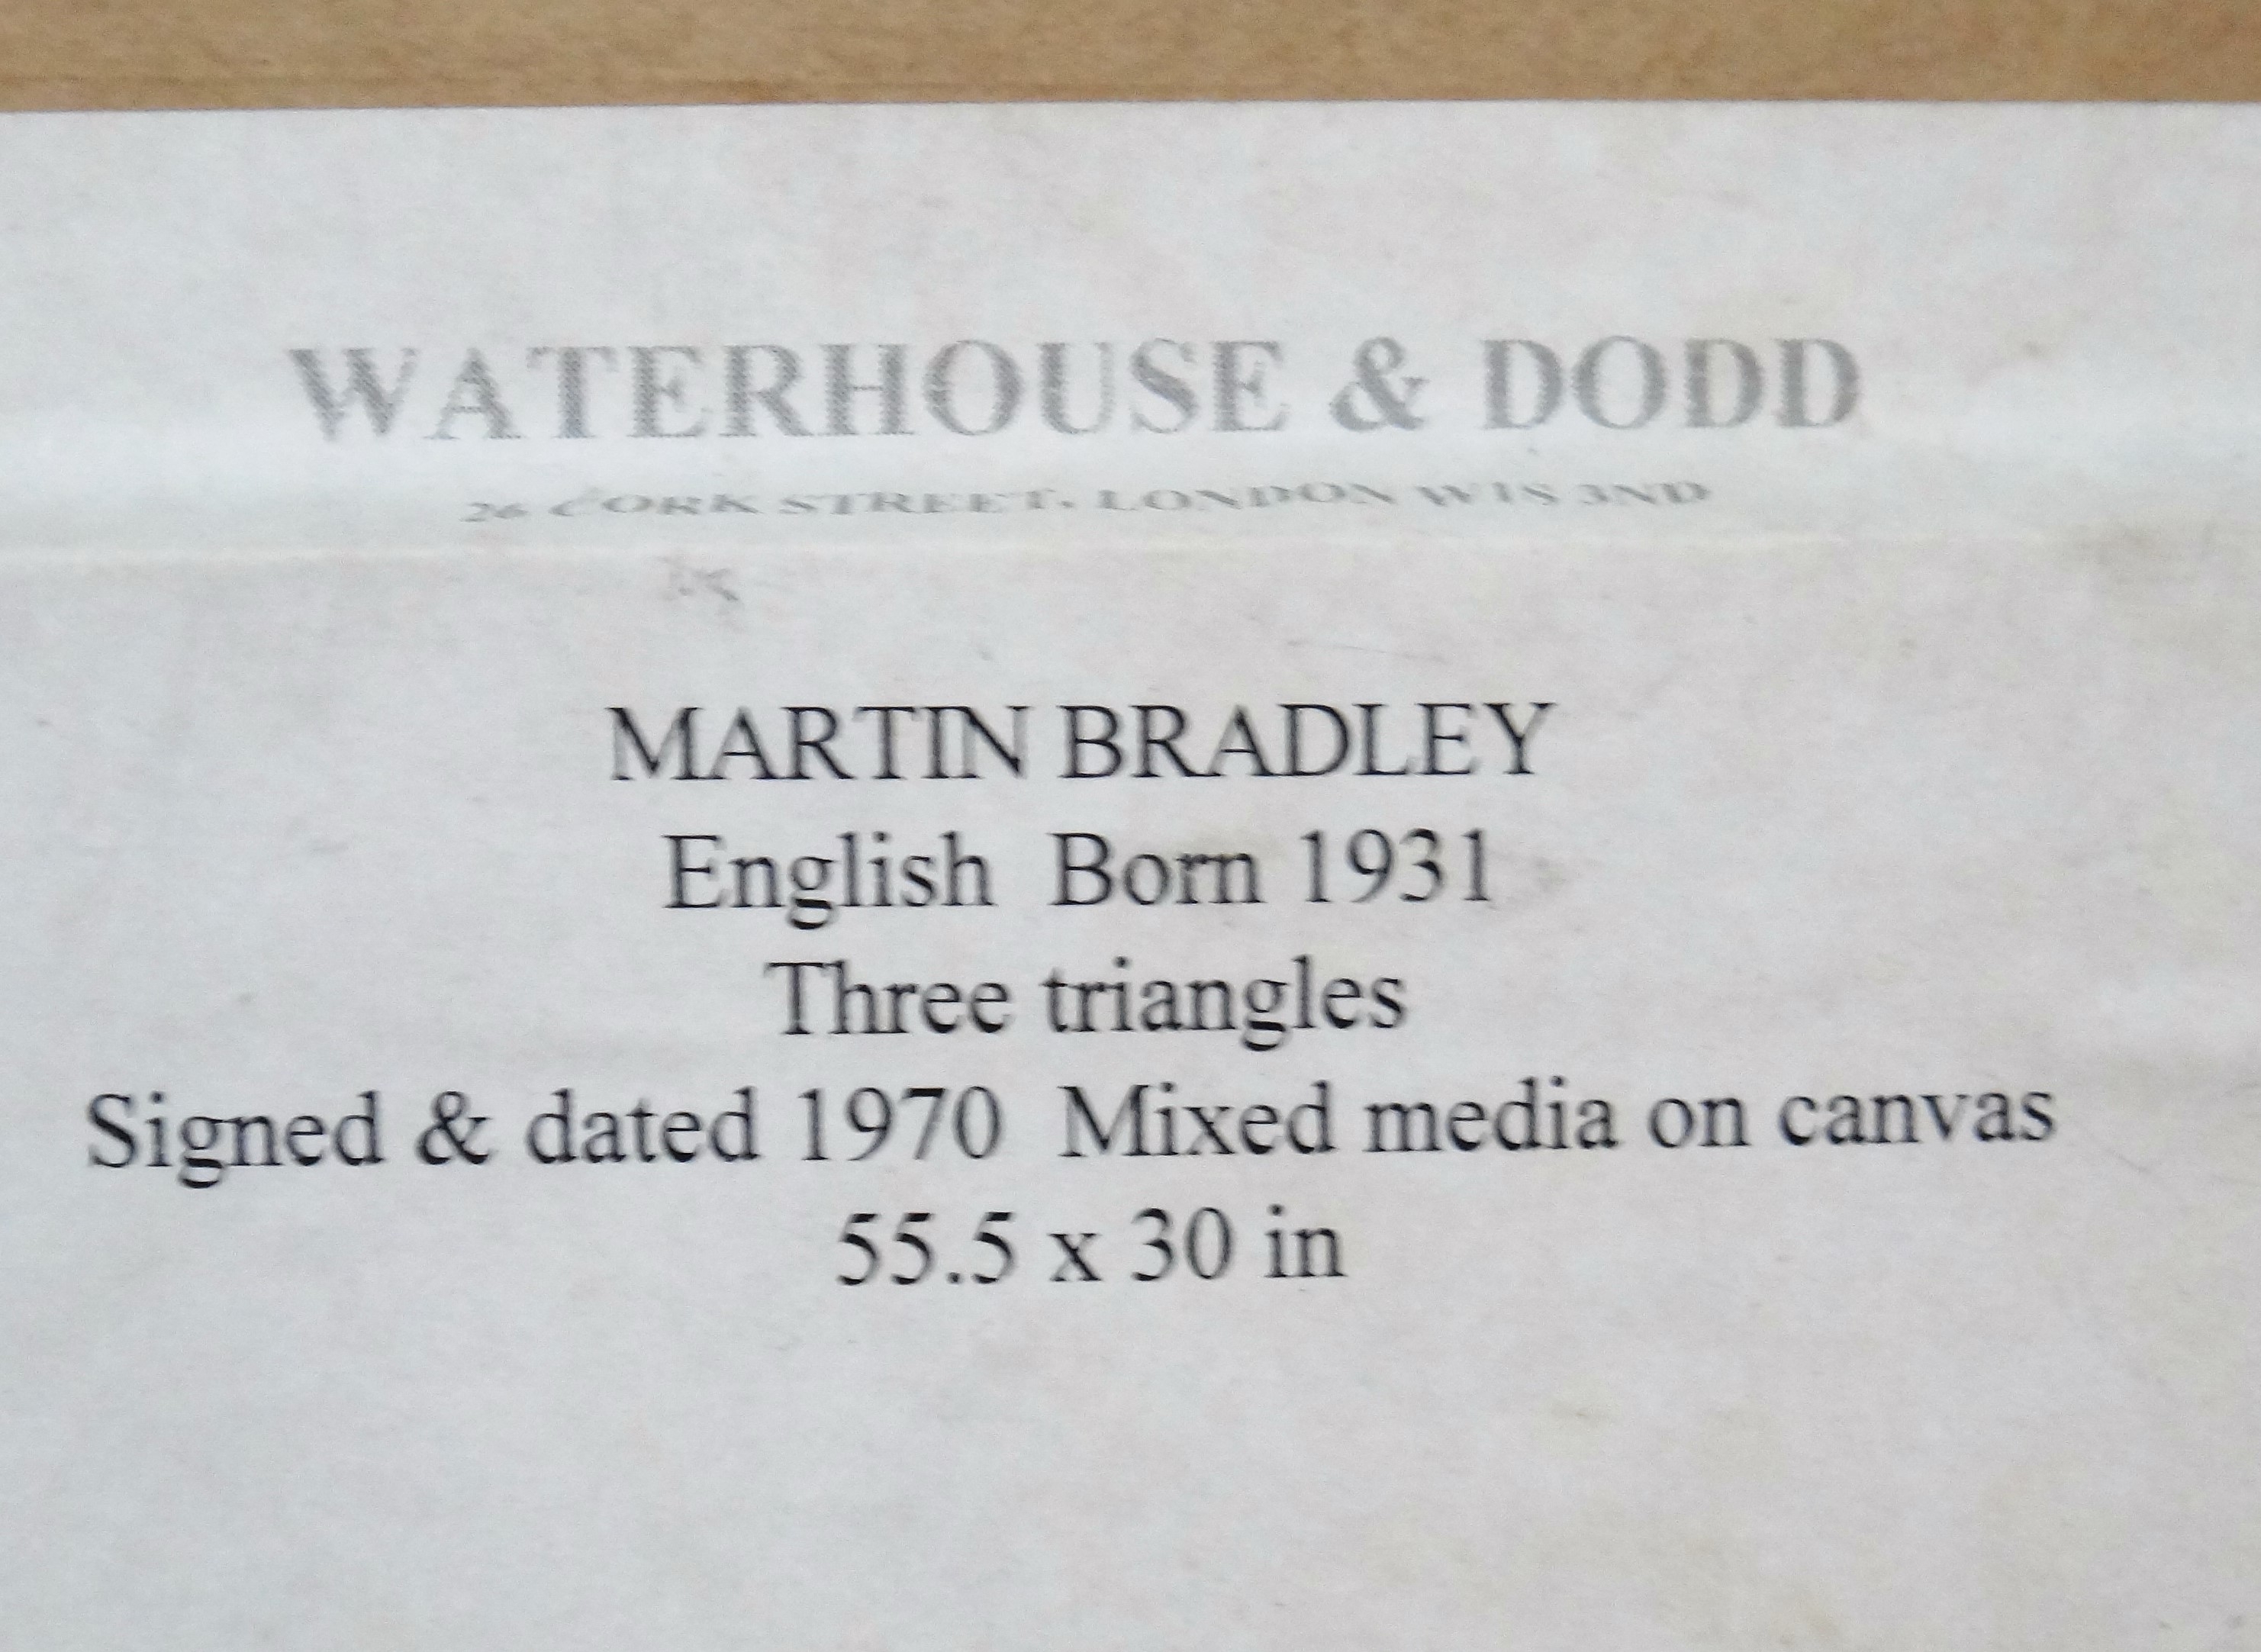 WATERHOUSE & DODD
26 CORK STREET, LONDON W1S 3ND
MARTIN BRADLEY
English Born 1931
Three triangles
Signed & dated 1970 Mixed media on canvas
55.5 x 30 in